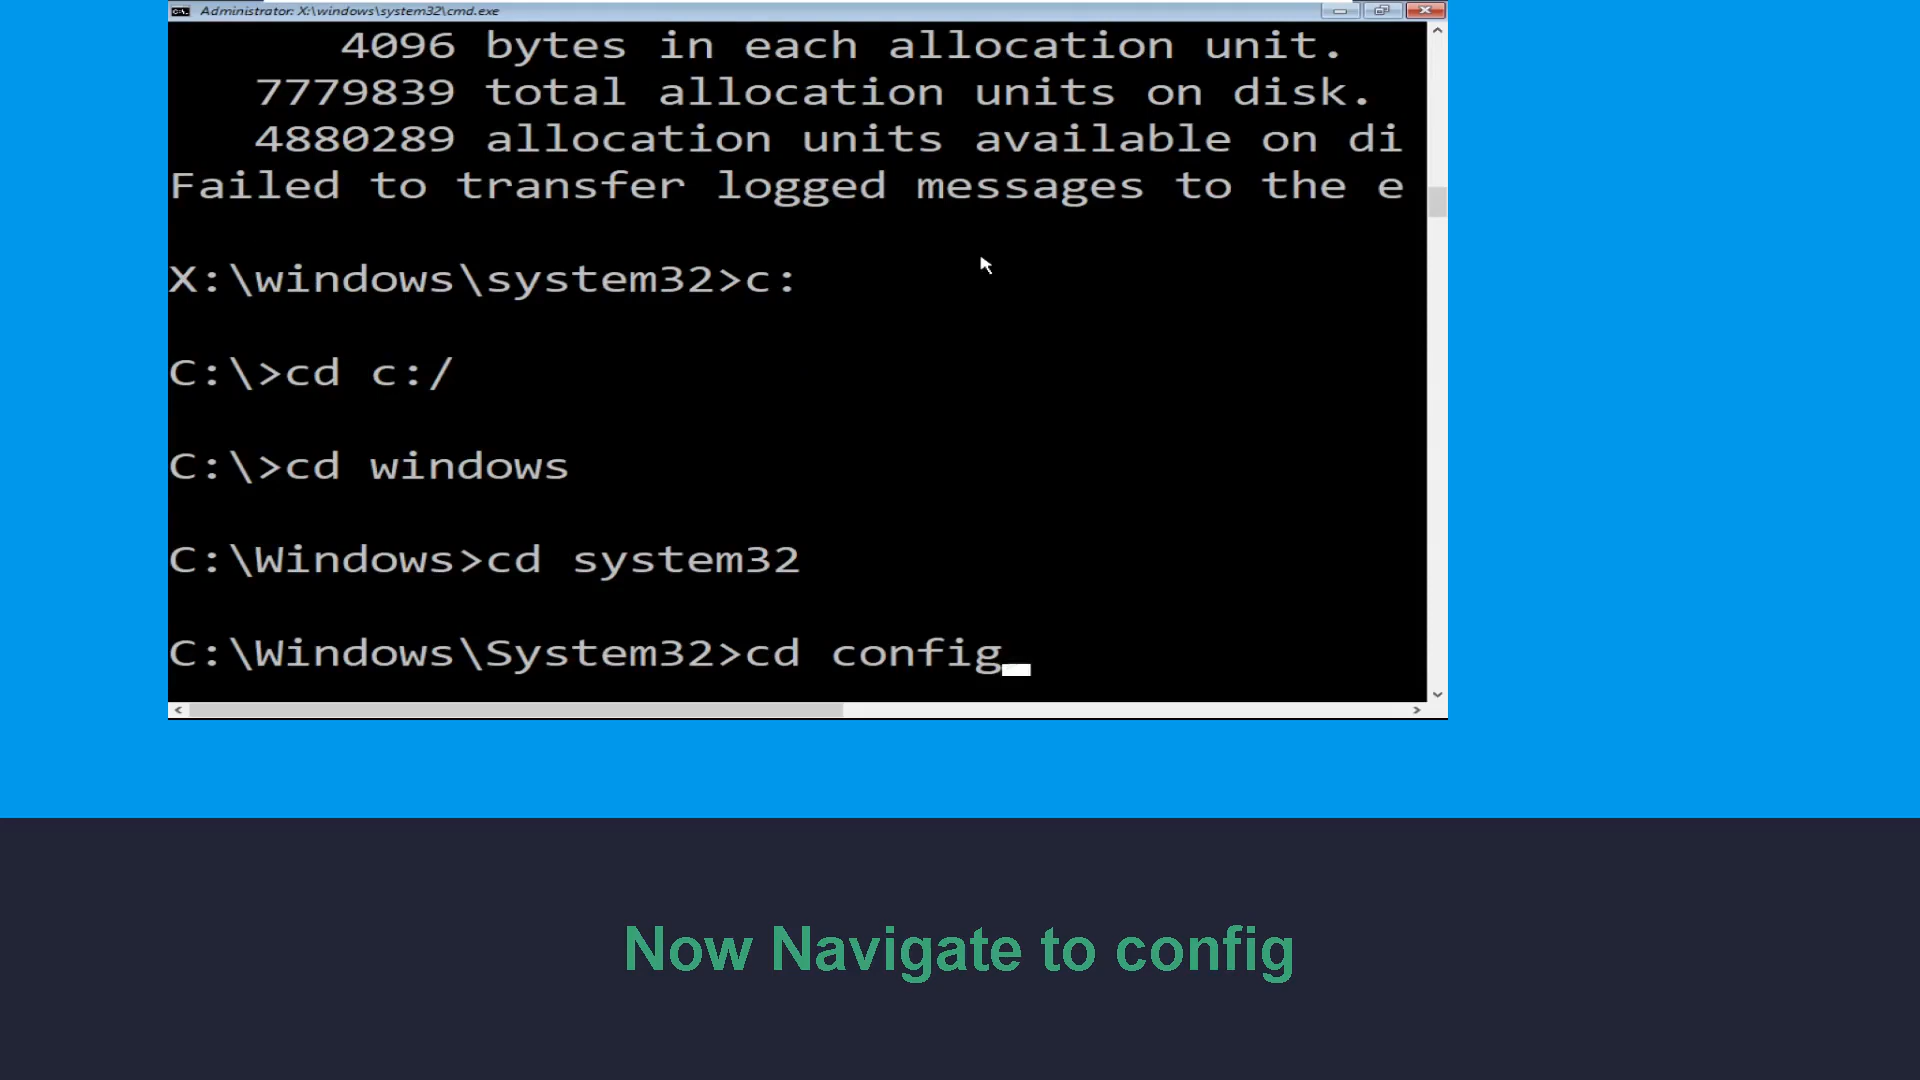 Administrator: X:\windows\system32\cmd.exe
4096 bytes in each allocation unit.
7779839 total allocation units on disk.
4880289 allocation units available on di
Failed to transfer logged messages to the e
X:\windows\system32>c:
C:\>cd c:/
C:\>cd windows
C:\Windows>cd system32
C:\Windows\System32>cd config
Now Navigate to config